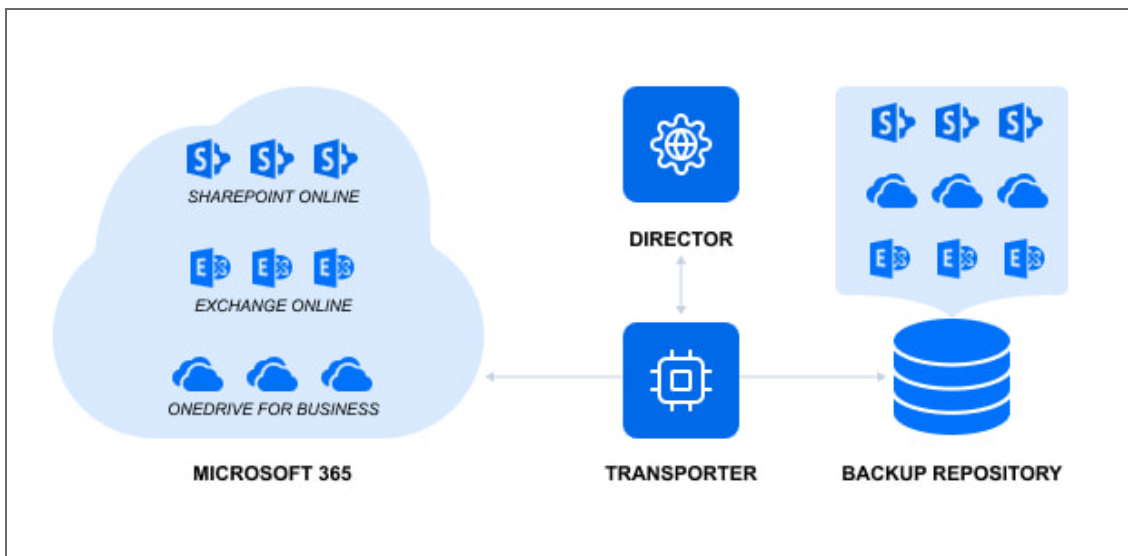 SHAREPOINT ONLINE
EXCHANGE ONLINE
ONEDRIVE FOR BUSINESS
MICROSOFT 365
DIRECTOR
TRANSPORTER
BACKUP REPOSITORY